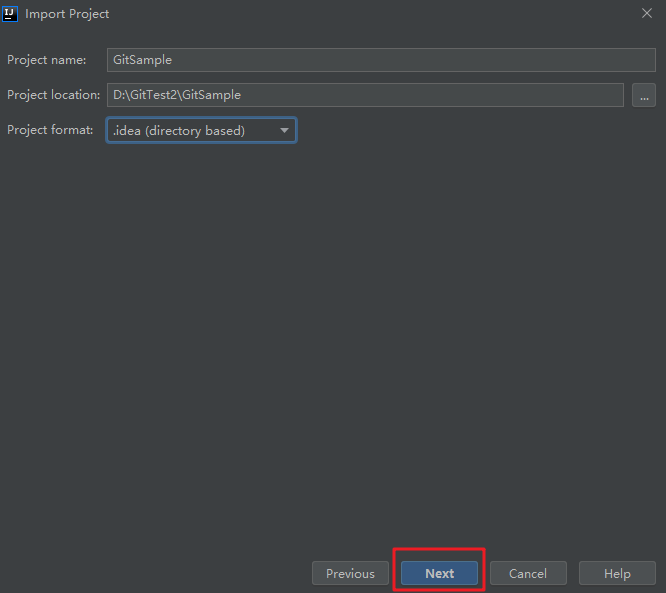 IJ Import Project
Project name: GitSample
Project location: D:\GitTest2\GitSample ...
Project format: .idea (directory based)
Previous Next Cancel Help